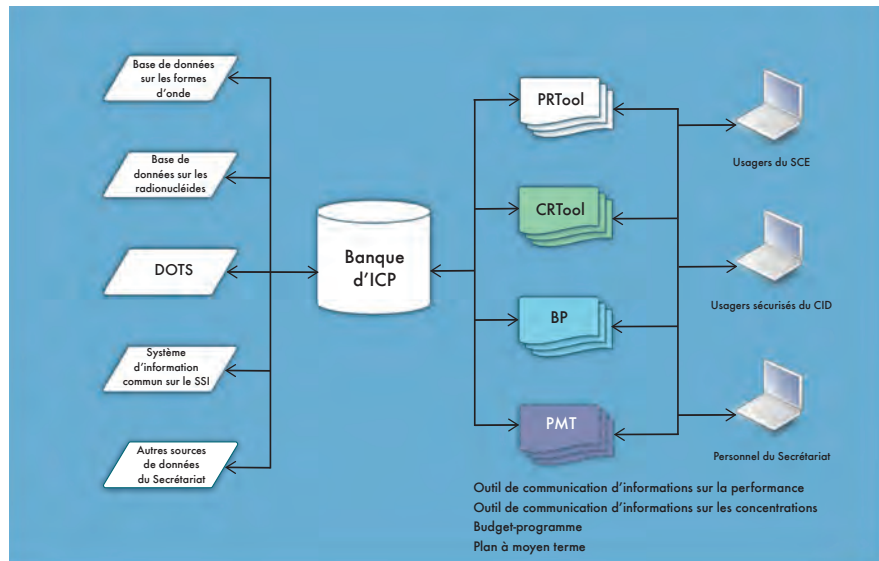 Base de données
sur les formes
d'onde
Base de
données sur les
radionucléides
DOTS
Système
d'information
commun sur le SSI
Autres sources
de données
du Secrétariat
Banque
d'ICP
PRTool
CRTool
BP
PMT
Usagers du SCE
Usagers sécurisés du CID
Personnel du Secrétariat
Outil de communication d'informations sur la performance
Outil de communication d'informations sur les concentrations
Budget-programme
Plan à moyen terme